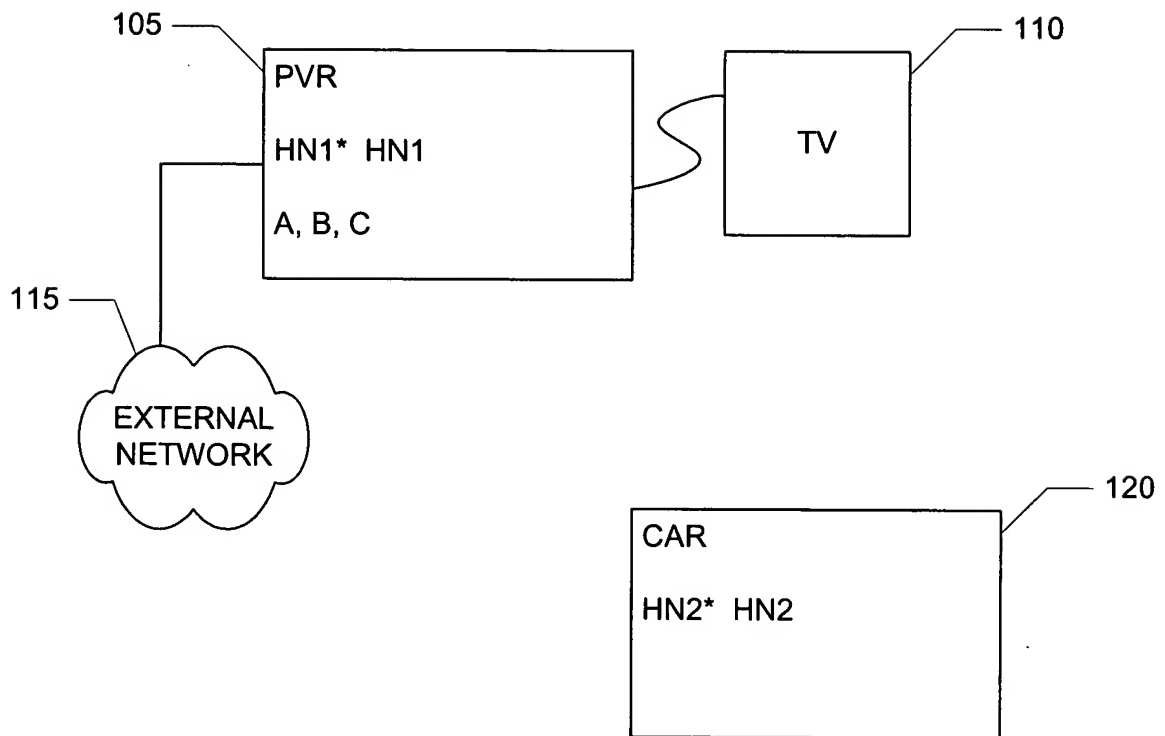 105
PVR
HN1* HN1
A, B, C
110
TV
115
EXTERNAL
NETWORK
120
CAR
HN2* HN2